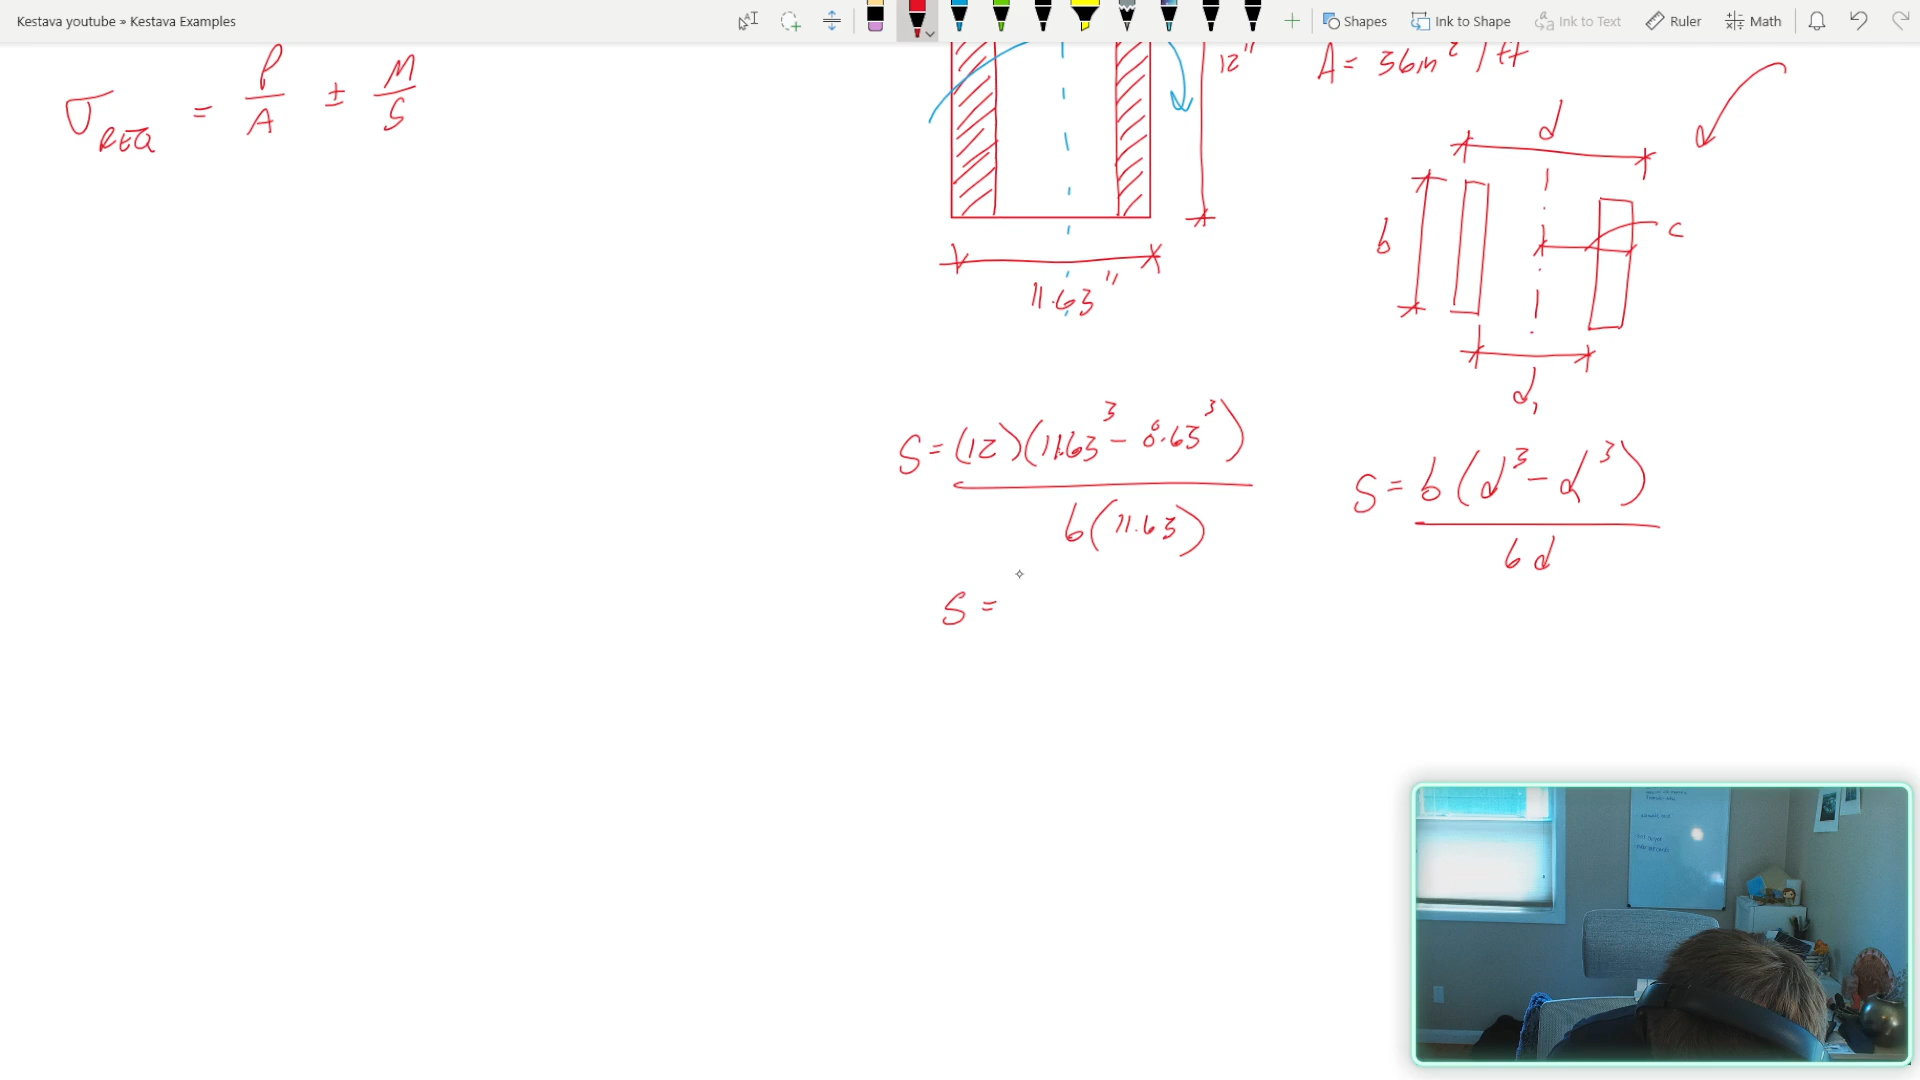 Kestava youtube » Kestava Examples
Shapes
Ink to Shape
Ink to Text
Ruler
Math
σ REQ = P/A ± M/S
12"
A = 36in² / ft
d
b
c
11.63"
d₁
S = (12)(11.63³ - 8.63³)
6(11.63)
S = b(d³ - d₁³)
6d
S =